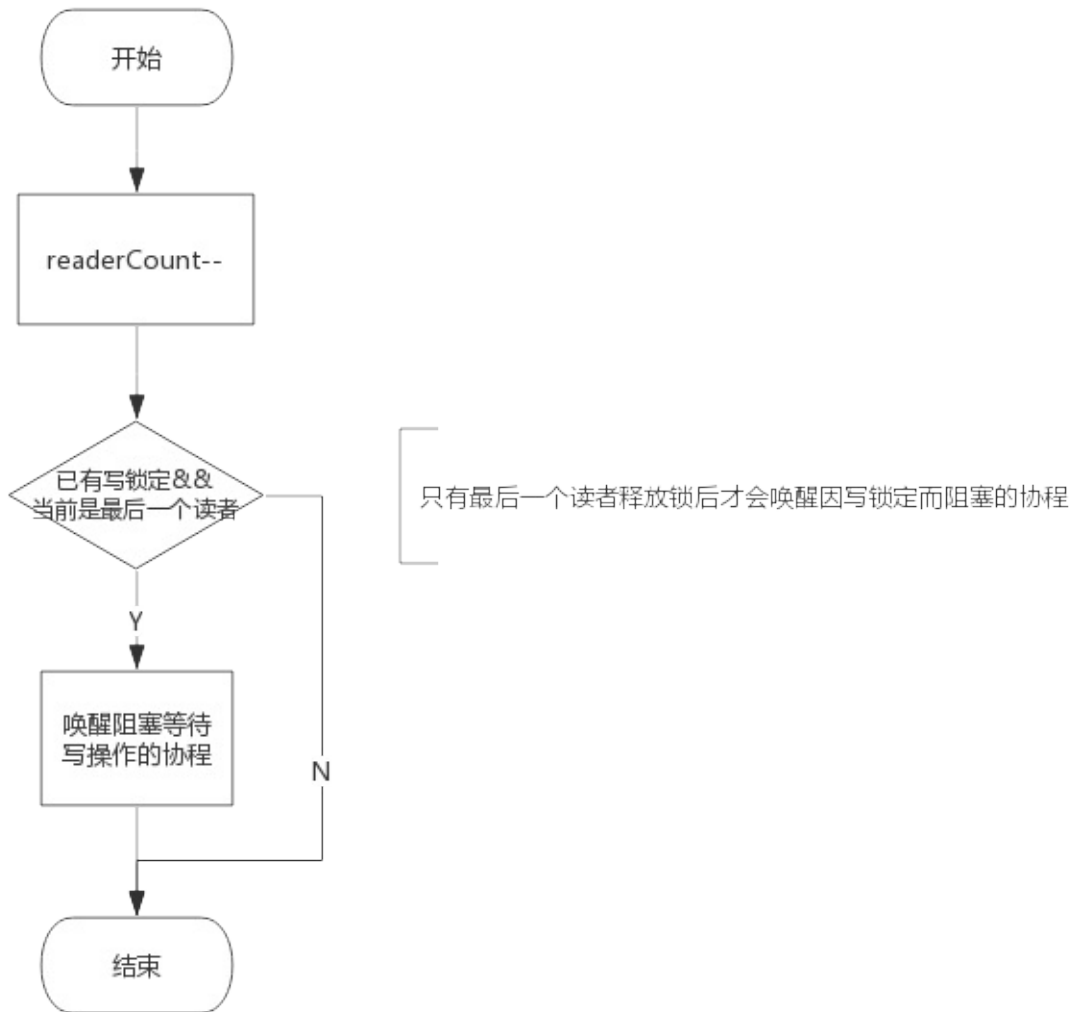 开始
readerCount--
已有写锁定&&
当前是最后一个读者
只有最后一个读者释放锁后才会唤醒因写锁定而阻塞的协程
Y
唤醒阻塞等待
写操作的协程
N
结束